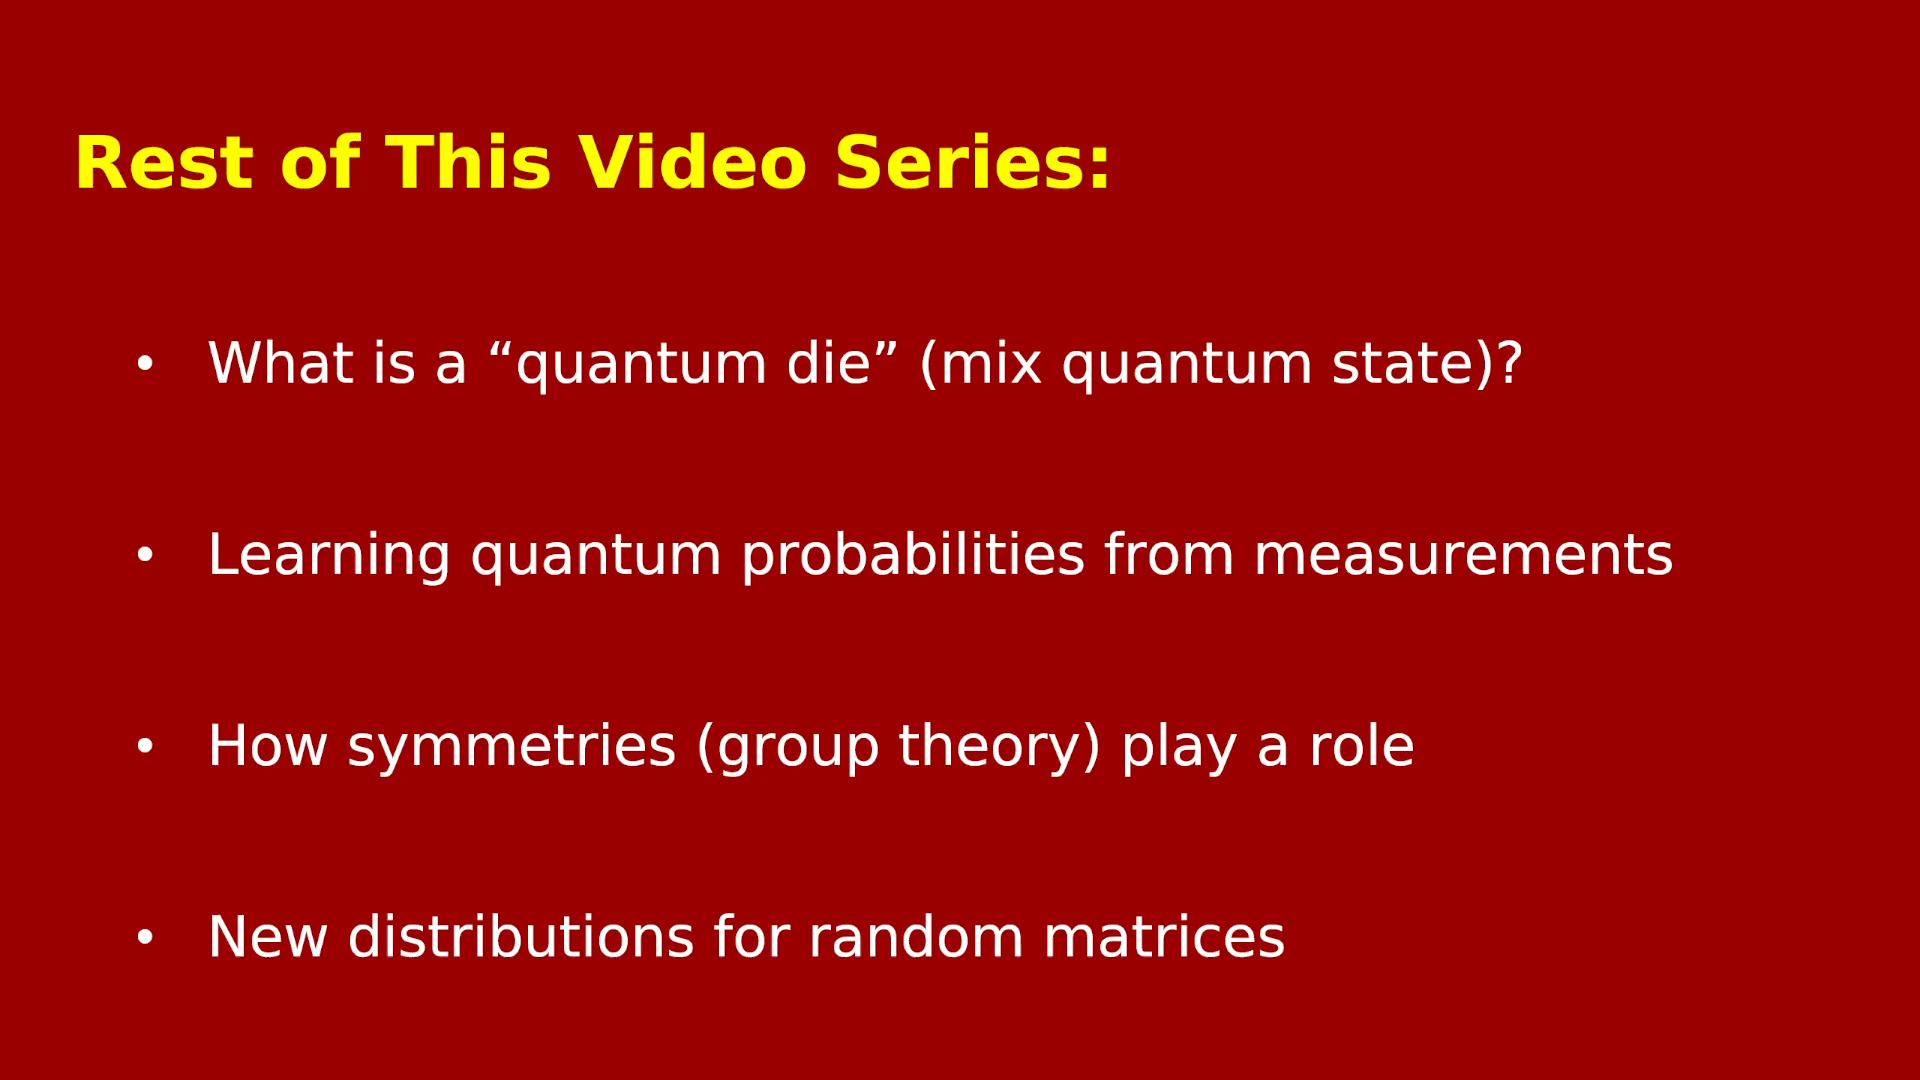 Rest of This Video Series:
• What is a “quantum die” (mix quantum state)?
• Learning quantum probabilities from measurements
• How symmetries (group theory) play a role
• New distributions for random matrices